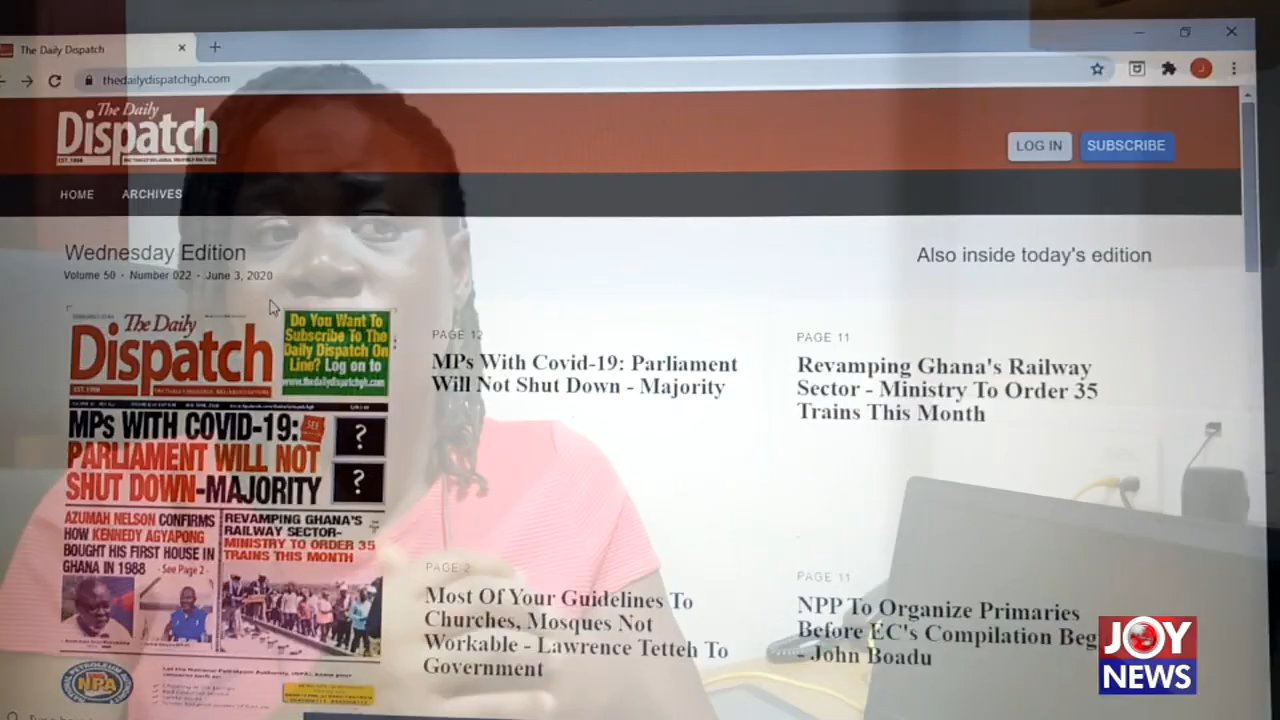 The Daily Dispatch
thedailydispatchgh.com
The Daily
Dispatch
EST. 1996
LOG IN
SUBSCRIBE
HOME
ARCHIVES
Wednesday Edition
Volume 50 - Number 022 - June 3, 2020
Also inside today's edition
The Daily
Dispatch
Do You Want To
Subscribe To The
Daily Dispatch On
Line? Log on to
www.thedailydispatchgh.com
MPs WITH COVID-19:
SEE
?
PARLIAMENT WILL NOT
SHUT DOWN-MAJORITY
?
AZUMAH NELSON CONFIRMS
HOW KENNEDY AGYAPONG
BOUGHT HIS FIRST HOUSE IN
GHANA IN 1988 - See Page 2-
REVAMPING GHANA'S
RAILWAY SECTOR-
MINISTRY TO ORDER 35
TRAINS THIS MONTH
NPA
PAGE 12
MPs With Covid-19: Parliament
Will Not Shut Down - Majority
PAGE 11
Revamping Ghana's Railway
Sector - Ministry To Order 35
Trains This Month
PAGE 2
Most Of Your Guidelines To
Churches, Mosques Not
Workable - Lawrence Tetteh To
Government
PAGE 11
NPP To Organize Primaries
Before EC's Compilation Beg
- John Boadu
JOY
NEWS